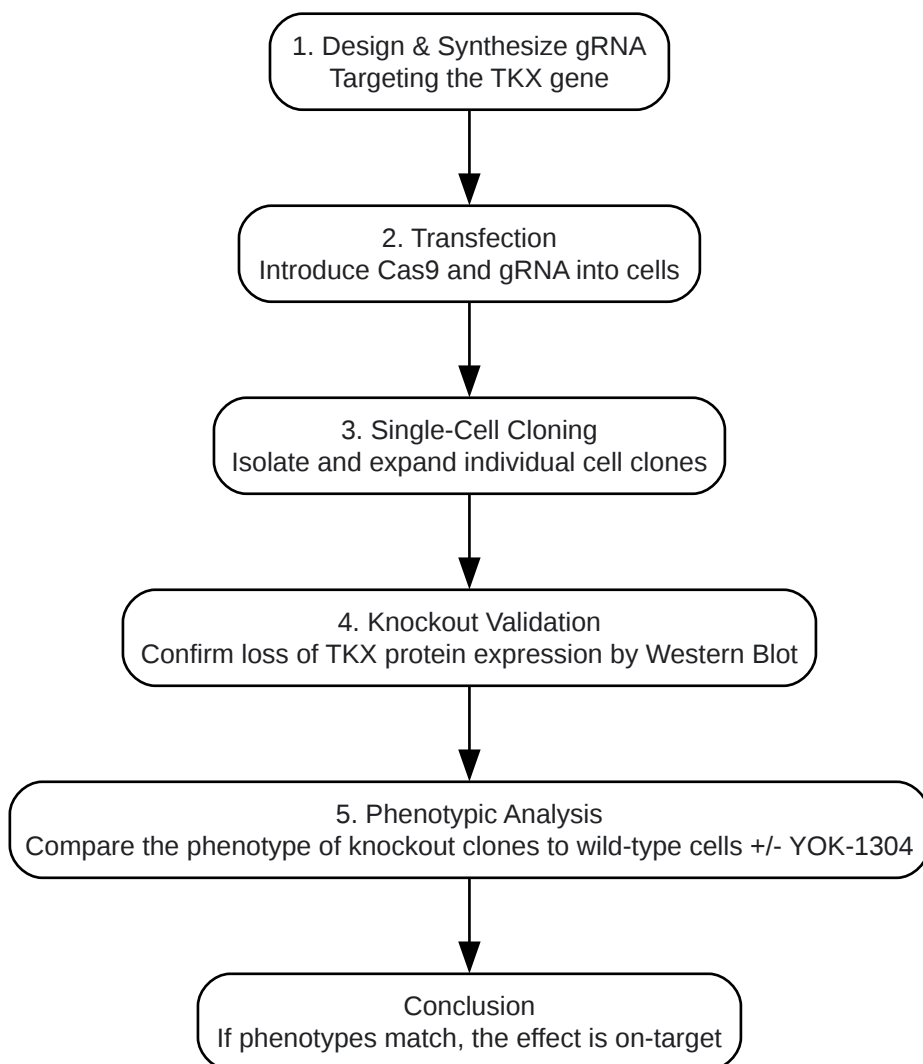 1. Design & Synthesize gRNA
Targeting the TKX gene
2. Transfection
Introduce Cas9 and gRNA into cells
3. Single-Cell Cloning
Isolate and expand individual cell clones
4. Knockout Validation
Confirm loss of TKX protein expression by Western Blot
5. Phenotypic Analysis
Compare the phenotype of knockout clones to wild-type cells +/- YOK-1304
Conclusion
If phenotypes match, the effect is on-target